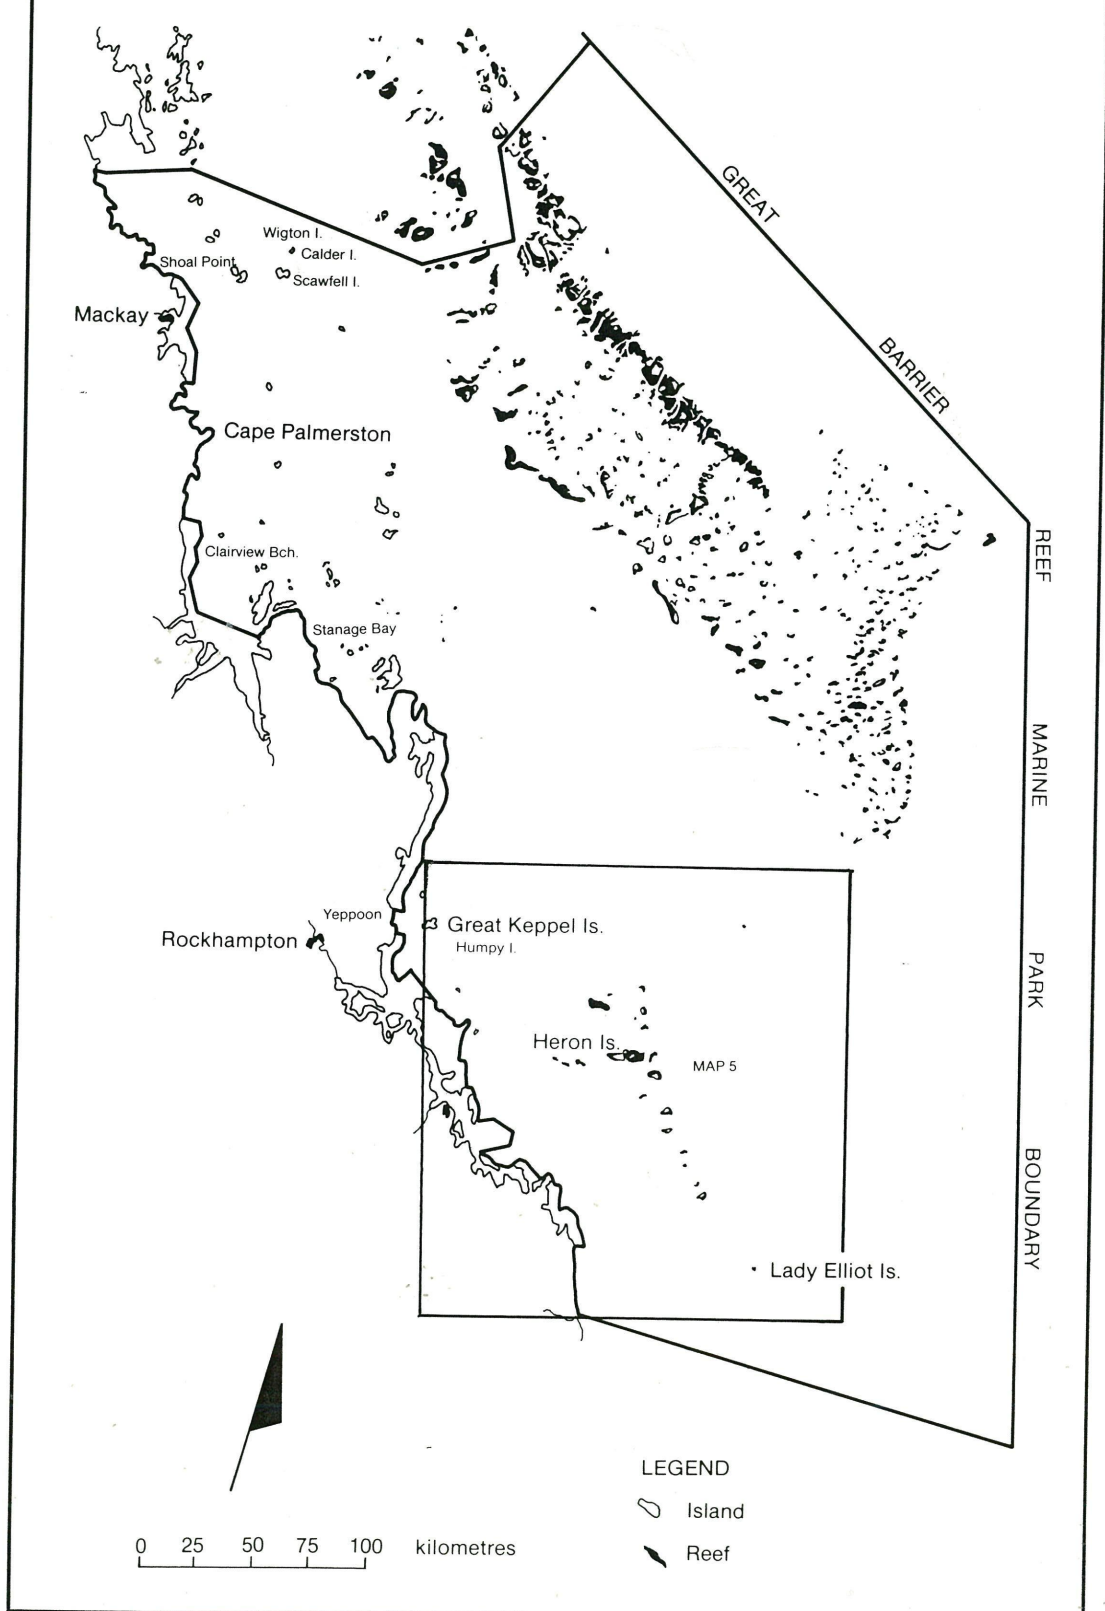 GREAT
BARRIER
REEF
MARINE
PARK
BOUNDARY
Wigton I.
Calder I.
Shoal Point
Scawfell I.
Mackay
Cape Palmerston
Clairview Bch.
Stanage Bay
Yeppoon
Great Keppel Is.
Rockhampton
Humpy I.
Heron Is.
MAP 5
Lady Elliot Is.
LEGEND
Island
Reef
0 25 50 75 100 kilometres